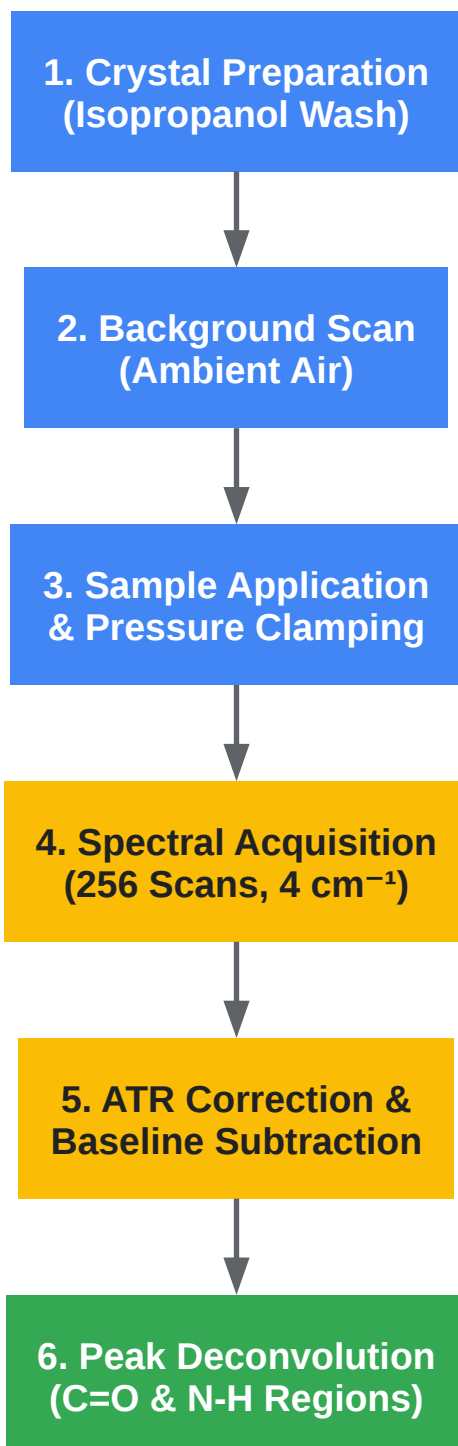 1. Crystal Preparation
(Isopropanol Wash)
2. Background Scan
(Ambient Air)
3. Sample Application
& Pressure Clamping
4. Spectral Acquisition
(256 Scans, 4 cm⁻¹)
5. ATR Correction &
Baseline Subtraction
6. Peak Deconvolution
(C=O & N-H Regions)